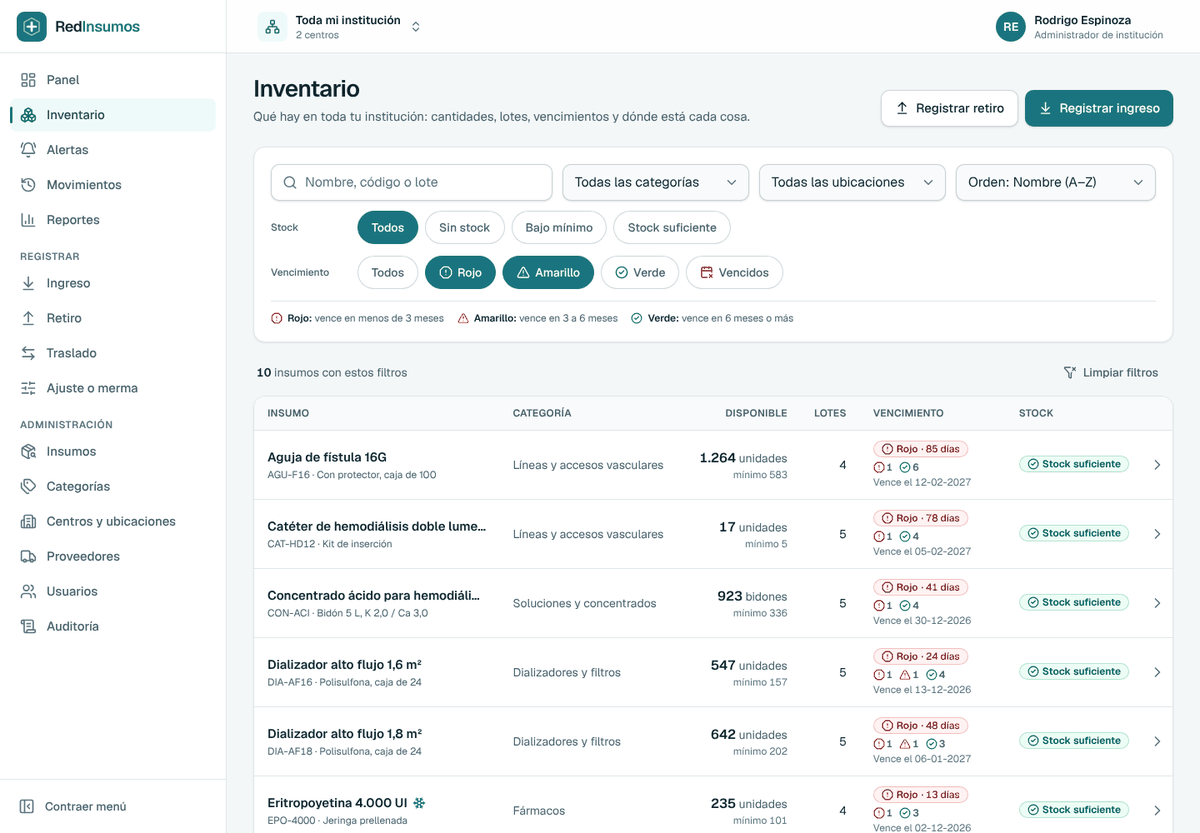 RedInsumos
Toda mi institución
2 centros
RE
Rodrigo Espinoza
Administrador de institución
Panel
Inventario
Alertas
Movimientos
Reportes
REGISTRAR
Ingreso
Retiro
Traslado
Ajuste o merma
ADMINISTRACIÓN
Insumos
Categorías
Centros y ubicaciones
Proveedores
Usuarios
Auditoría
Contraer menú
Inventario
Qué hay en toda tu institución: cantidades, lotes, vencimientos y dónde está cada cosa.
Registrar retiro
Registrar ingreso
Nombre, código o lote
Todas las categorías
Todas las ubicaciones
Orden: Nombre (A–Z)
Stock
Todos
Sin stock
Bajo mínimo
Stock suficiente
Vencimiento
Todos
Rojo
Amarillo
Verde
Vencidos
Rojo: vence en menos de 3 meses
Amarillo: vence en 3 a 6 meses
Verde: vence en 6 meses o más
10 insumos con estos filtros
Limpiar filtros
INSUMO CATEGORÍA DISPONIBLE LOTES VENCIMIENTO STOCK
Aguja de fístula 16G
AGU-F16 · Con protector, caja de 100
Líneas y accesos vasculares
1.264 unidades
mínimo 583
4
Rojo · 85 días
1 6
Vence el 12-02-2027
Stock suficiente
Catéter de hemodiálisis doble lume...
CAT-HD12 · Kit de inserción
Líneas y accesos vasculares
17 unidades
mínimo 5
5
Rojo · 78 días
1 4
Vence el 05-02-2027
Stock suficiente
Concentrado ácido para hemodiáli...
CON-ACI · Bidón 5 L, K 2,0 / Ca 3,0
Soluciones y concentrados
923 bidones
mínimo 336
5
Rojo · 41 días
1 4
Vence el 30-12-2026
Stock suficiente
Dializador alto flujo 1,6 m²
DIA-AF16 · Polisulfona, caja de 24
Dializadores y filtros
547 unidades
mínimo 157
5
Rojo · 24 días
1 1 4
Vence el 13-12-2026
Stock suficiente
Dializador alto flujo 1,8 m²
DIA-AF18 · Polisulfona, caja de 24
Dializadores y filtros
642 unidades
mínimo 202
5
Rojo · 48 días
1 1 3
Vence el 06-01-2027
Stock suficiente
Eritropoyetina 4.000 UI
EPO-4000 · Jeringa prellenada
Fármacos
235 unidades
mínimo 101
4
Rojo · 13 días
1 3
Vence el 02-12-2026
Stock suficiente